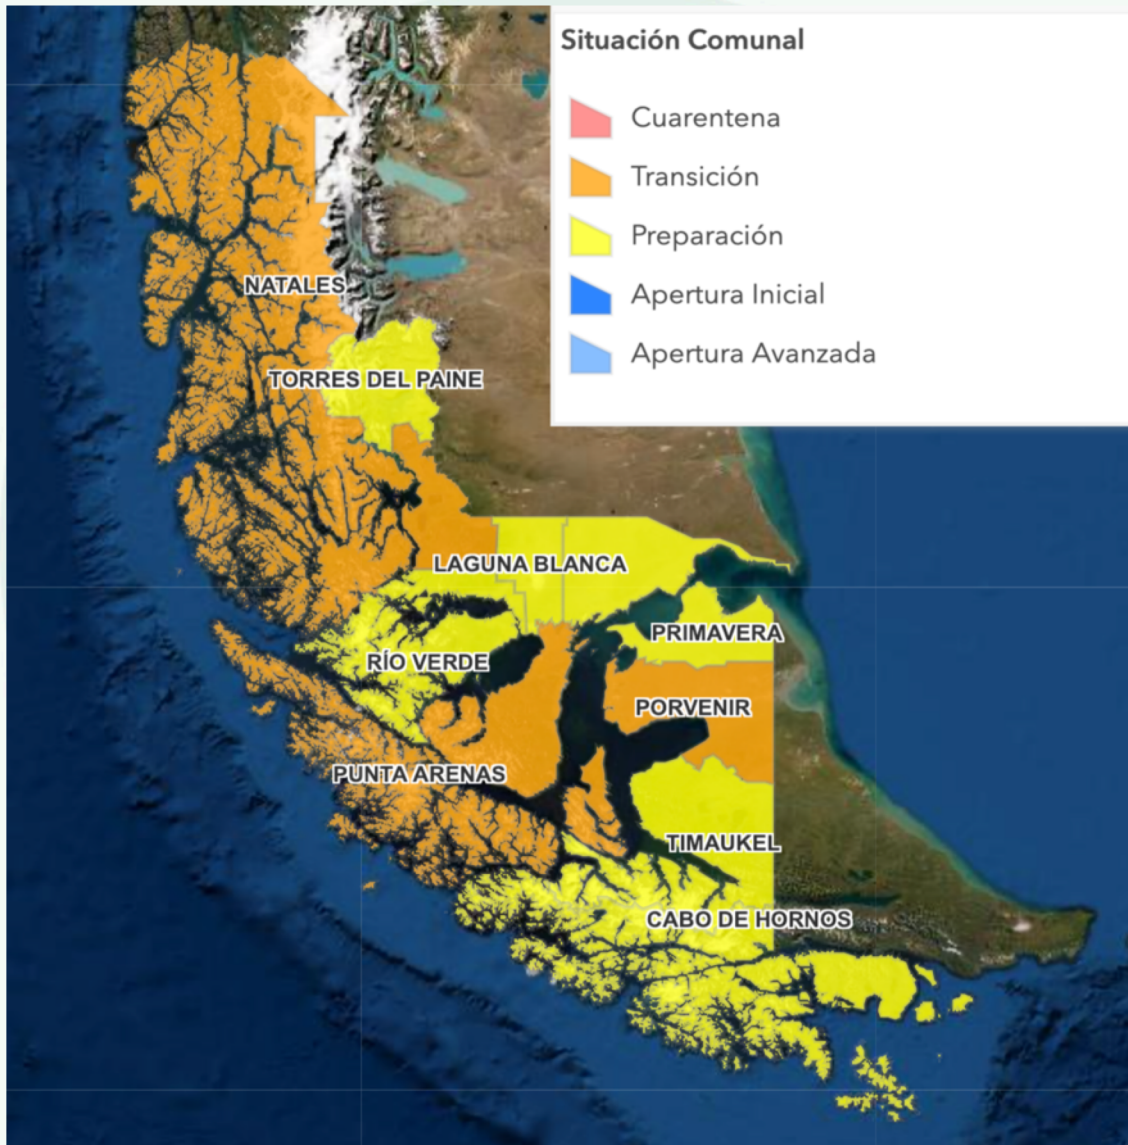 Situación Comunal
Cuarentena
Transición
Preparación
Apertura Inicial
Apertura Avanzada
NATALES
TORRES DEL PAINE
LAGUNA BLANCA
PRIMAVERA
RÍO VERDE
PORVENIR
PUNTA ARENAS
TIMAUKEL
CABO DE HORNOS